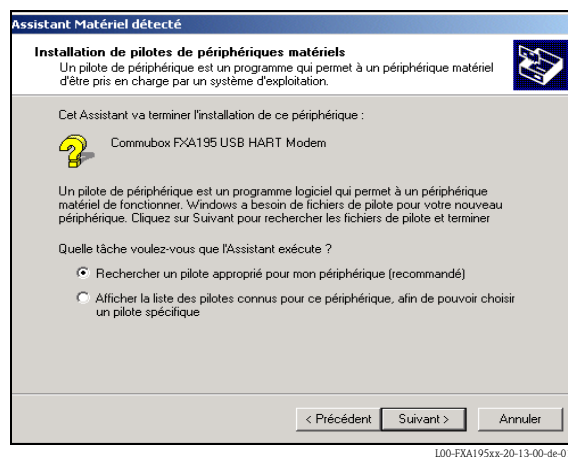 Assistant Matériel détecté
Installation de pilotes de périphériques matériels
Un pilote de périphérique est un programme qui permet à un périphérique matériel
d'être pris en charge par un système d'exploitation.
Cet Assistant va terminer l'installation de ce périphérique :
Commubox FXA195 USB HART Modem
Un pilote de périphérique est un programme logiciel qui permet à un périphérique
matériel de fonctionner. Windows a besoin de fichiers de pilote pour votre nouveau
périphérique. Cliquez sur Suivant pour rechercher les fichiers de pilote et terminer
Quelle tâche voulez-vous que l'Assistant exécute ?
Rechercher un pilote approprié pour mon périphérique (recommandé)
Afficher la liste des pilotes connus pour ce périphérique, afin de pouvoir choisir
un pilote spécifique
< Précédent Suivant > Annuler
L00-FXA195xx-20-13-00-de-0